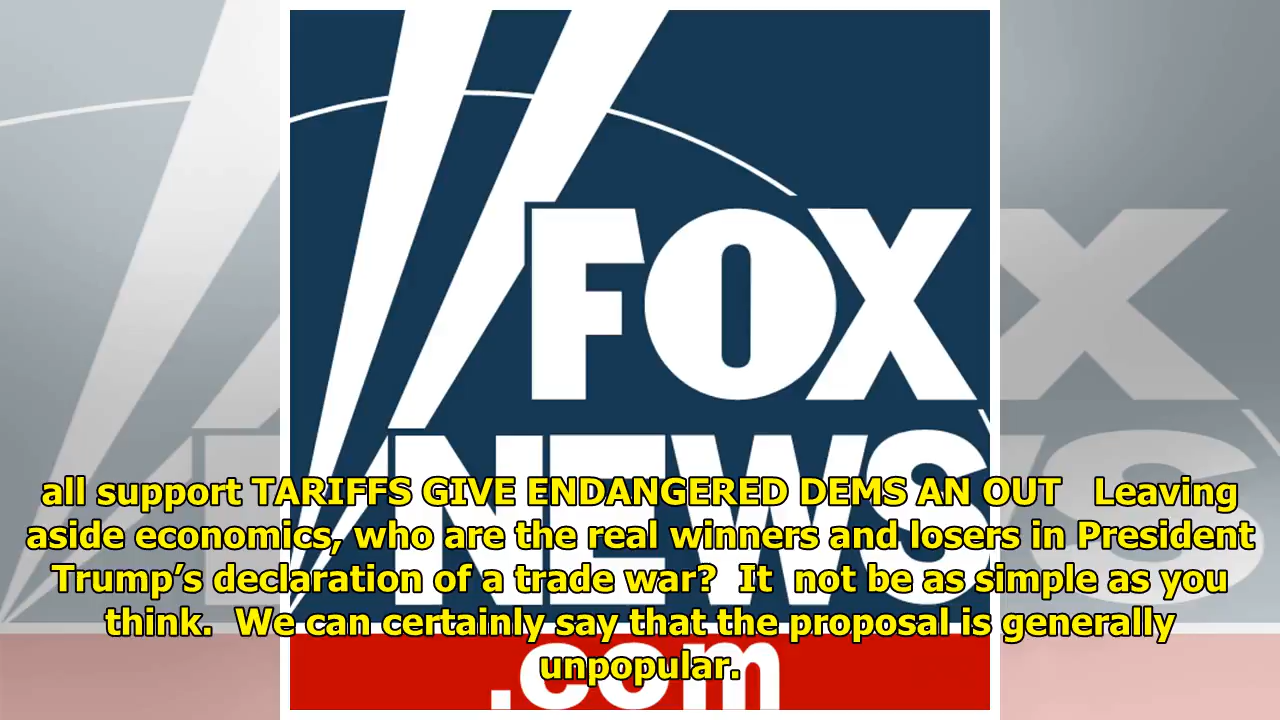 FOX
NEWS
all support TARIFFS GIVE ENDANGERED DEMS AN OUT   Leaving
aside economics, who are the real winners and losers in President
Trump’s declaration of a trade war?  It  not be as simple as you
think.  We can certainly say that the proposal is generally
unpopular.
.com